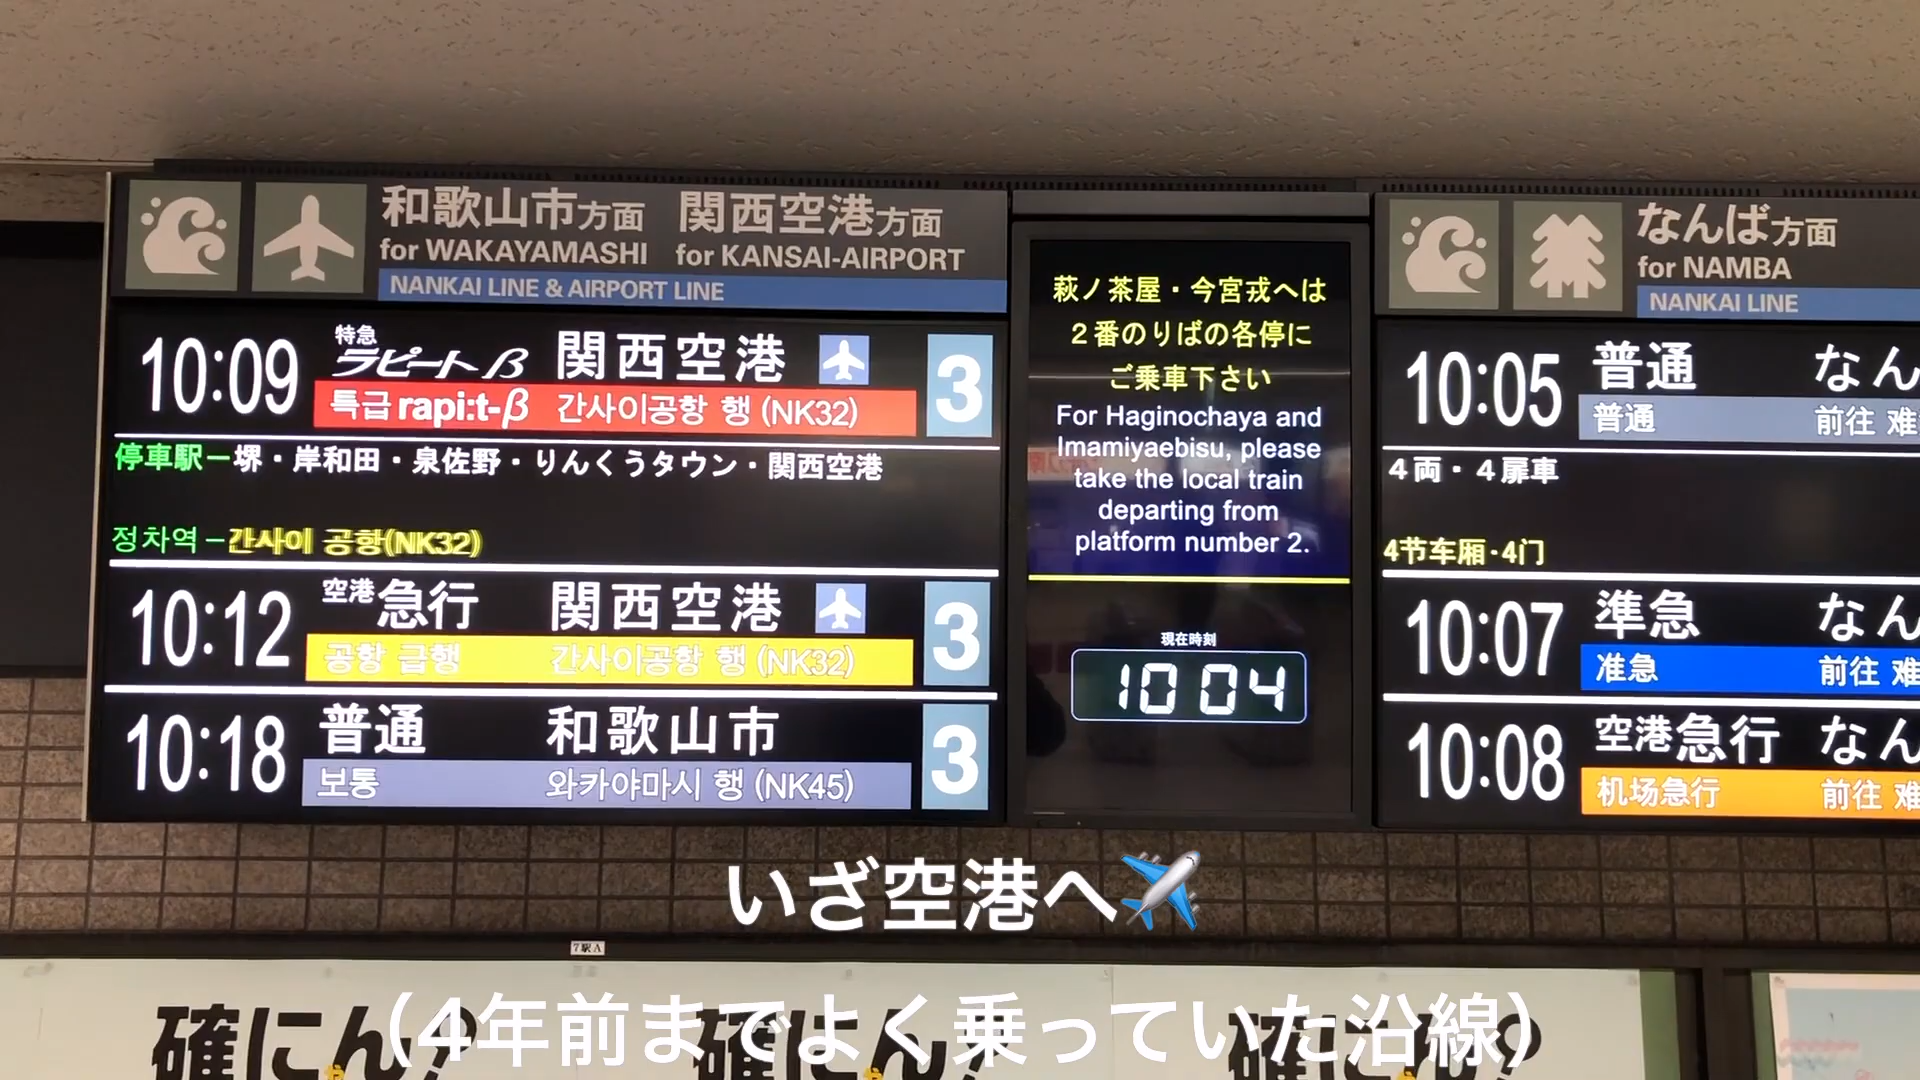 和歌山市方面 関西空港方面
for WAKAYAMASHI for KANSAI-AIRPORT
NANKAI LINE & AIRPORT LINE
10:09 特急 ラピートβ 関西空港 3
특급 rapi:t-β 간사이공항 행 (NK32)
停車駅ー堺・岸和田・泉佐野・りんくうタウン・関西空港
정차역ー간사이 공항(NK32)
10:12 空港急行 関西空港 3
공항 급행 간사이공항 행 (NK32)
10:18 普通 和歌山市 3
보통 와카야마시 행 (NK45)
萩ノ茶屋・今宮戎へは
2番のりばの各停に
ご乗車下さい
For Haginochaya and
Imamiyaebisu, please
take the local train
departing from
platform number 2.
現在時刻
10 04
なんば方面
for NAMBA
NANKAI LINE
10:05 普通 なん
普通 前往 难
4両・4扉車
4节车厢·4门
10:07 準急 なん
准急 前往 难
10:08 空港急行 なん
机场急行 前往 难
いざ空港へ✈️
7駅A
(4年前までよく乗っていた沿線)
確にん? 確にん? 確にん?